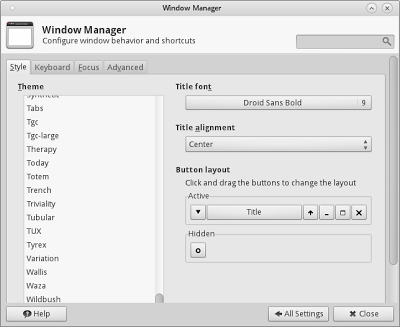 Window Manager
Window Manager
Configure window behavior and shortcuts
Style
Keyboard
Focus
Advanced
Theme
Synthetic
Tabs
Tgc
Tgc-large
Therapy
Today
Totem
Trench
Triviality
Tubular
TUX
Tyrex
Variation
Wallis
Waza
Wildbush
Title font
Droid Sans Bold 9
Title alignment
Center
Button layout
Click and drag the buttons to change the layout
Active
Title
Hidden
Help
All Settings
Close